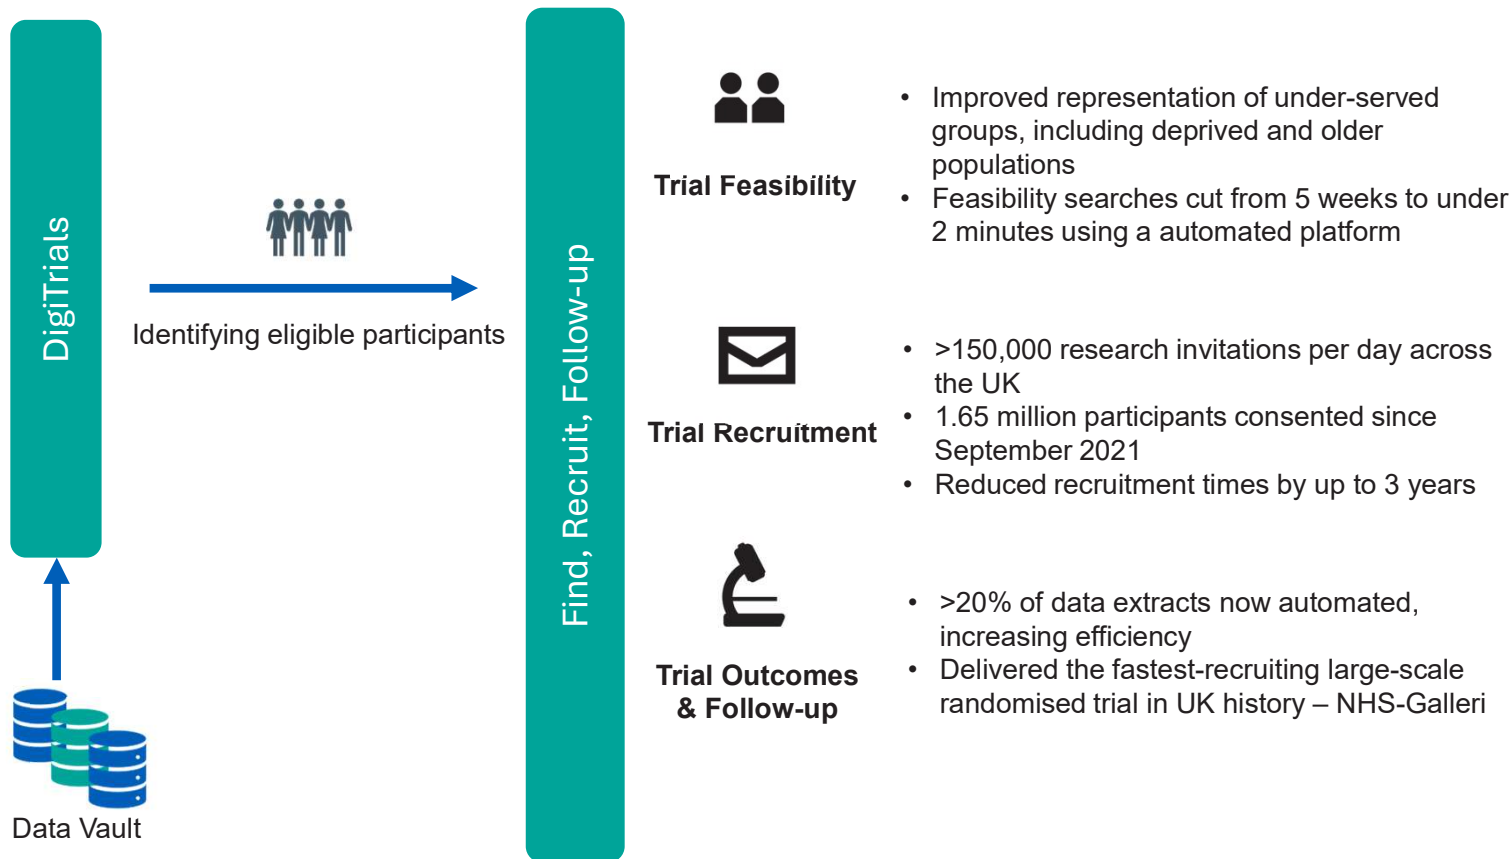 DigiTrials
Identifying eligible participants
Data Vault
Find, Recruit, Follow-up
Trial Feasibility
• Improved representation of under-served
groups, including deprived and older
populations
• Feasibility searches cut from 5 weeks to under
2 minutes using a automated platform
Trial Recruitment
• >150,000 research invitations per day across
the UK
• 1.65 million participants consented since
September 2021
• Reduced recruitment times by up to 3 years
Trial Outcomes
& Follow-up
• >20% of data extracts now automated,
increasing efficiency
• Delivered the fastest-recruiting large-scale
randomised trial in UK history – NHS-Galleri